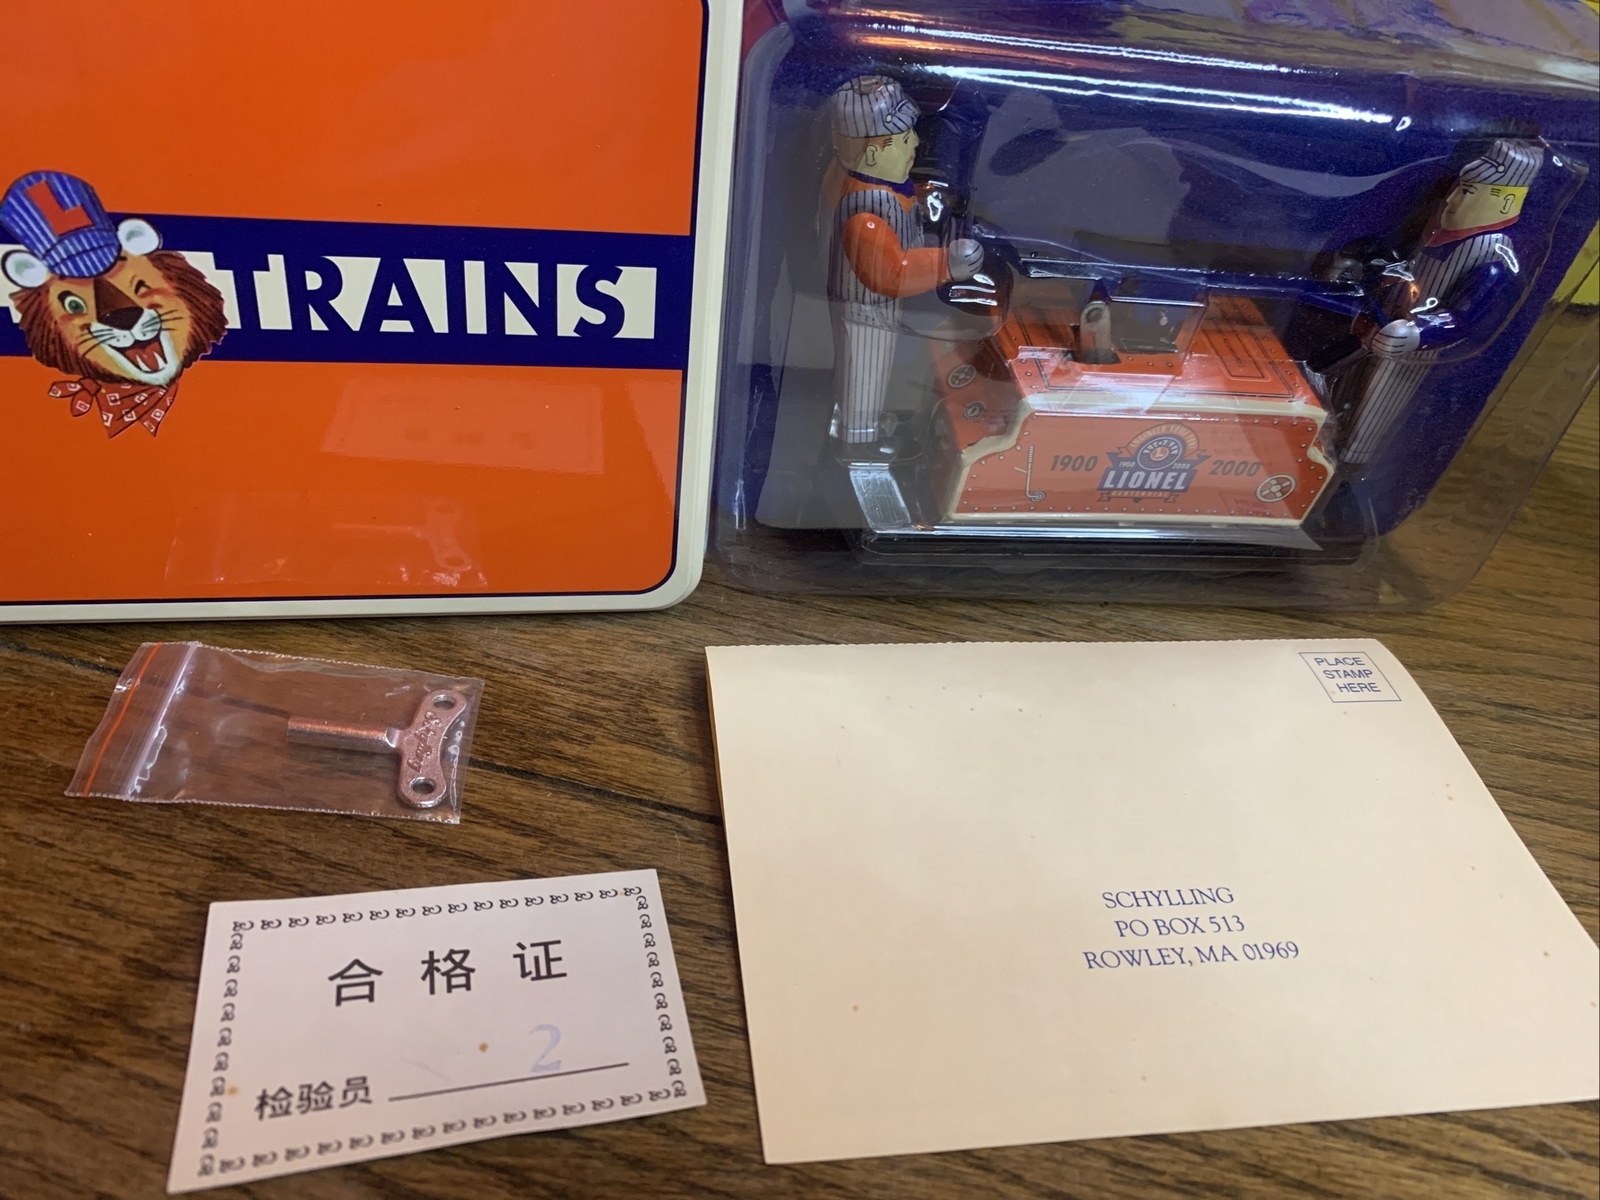 L
TRAINS
1900
1900
L
2000
2000
LIONEL
CENTENNIAL
PLACE
STAMP
HERE
SCHYLLING
PO BOX 513
ROWLEY, MA 01969
合格证
检验员 2